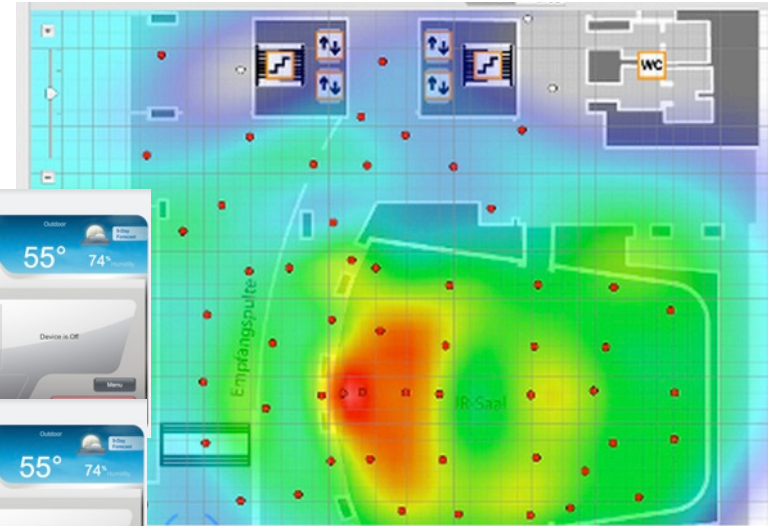 WC
Outdoor
5-Day
Forecast
55°
74%
humidity
Device is Off
Menu
Empfangspulte
IR-Saal
Outdoor
5-Day
Forecast
55°
74%
humidity